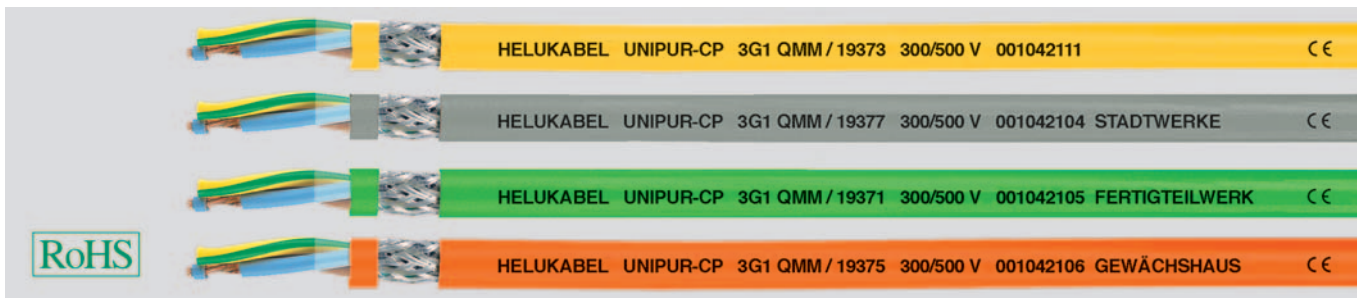 HELUKABEL UNIPUR-CP 3G1 QMM / 19373 300/500 V 001042111 CE
HELUKABEL UNIPUR-CP 3G1 QMM / 19377 300/500 V 001042104 STADTWERKE CE
HELUKABEL UNIPUR-CP 3G1 QMM / 19371 300/500 V 001042105 FERTIGTEILWERK CE
RoHS
HELUKABEL UNIPUR-CP 3G1 QMM / 19375 300/500 V 001042106 GEWÄCHSHAUS CE